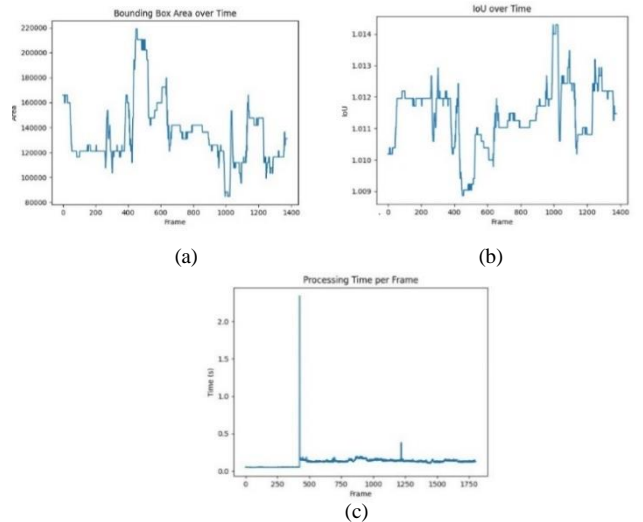 Bounding Box Area over Time
220000
200000
180000
160000
140000
120000
100000
80000
Area
0 200 400 600 800 1000 1200 1400
Frame
(a)
IoU over Time
1.014
1.013
1.012
1.011
1.010
1.009
IoU
0 200 400 600 800 1000 1200 1400
Frame
(b)
Processing Time per Frame
2.0
1.5
1.0
0.5
0.0
Time (s)
0 250 500 750 1000 1250 1500 1750
Frame
(c)